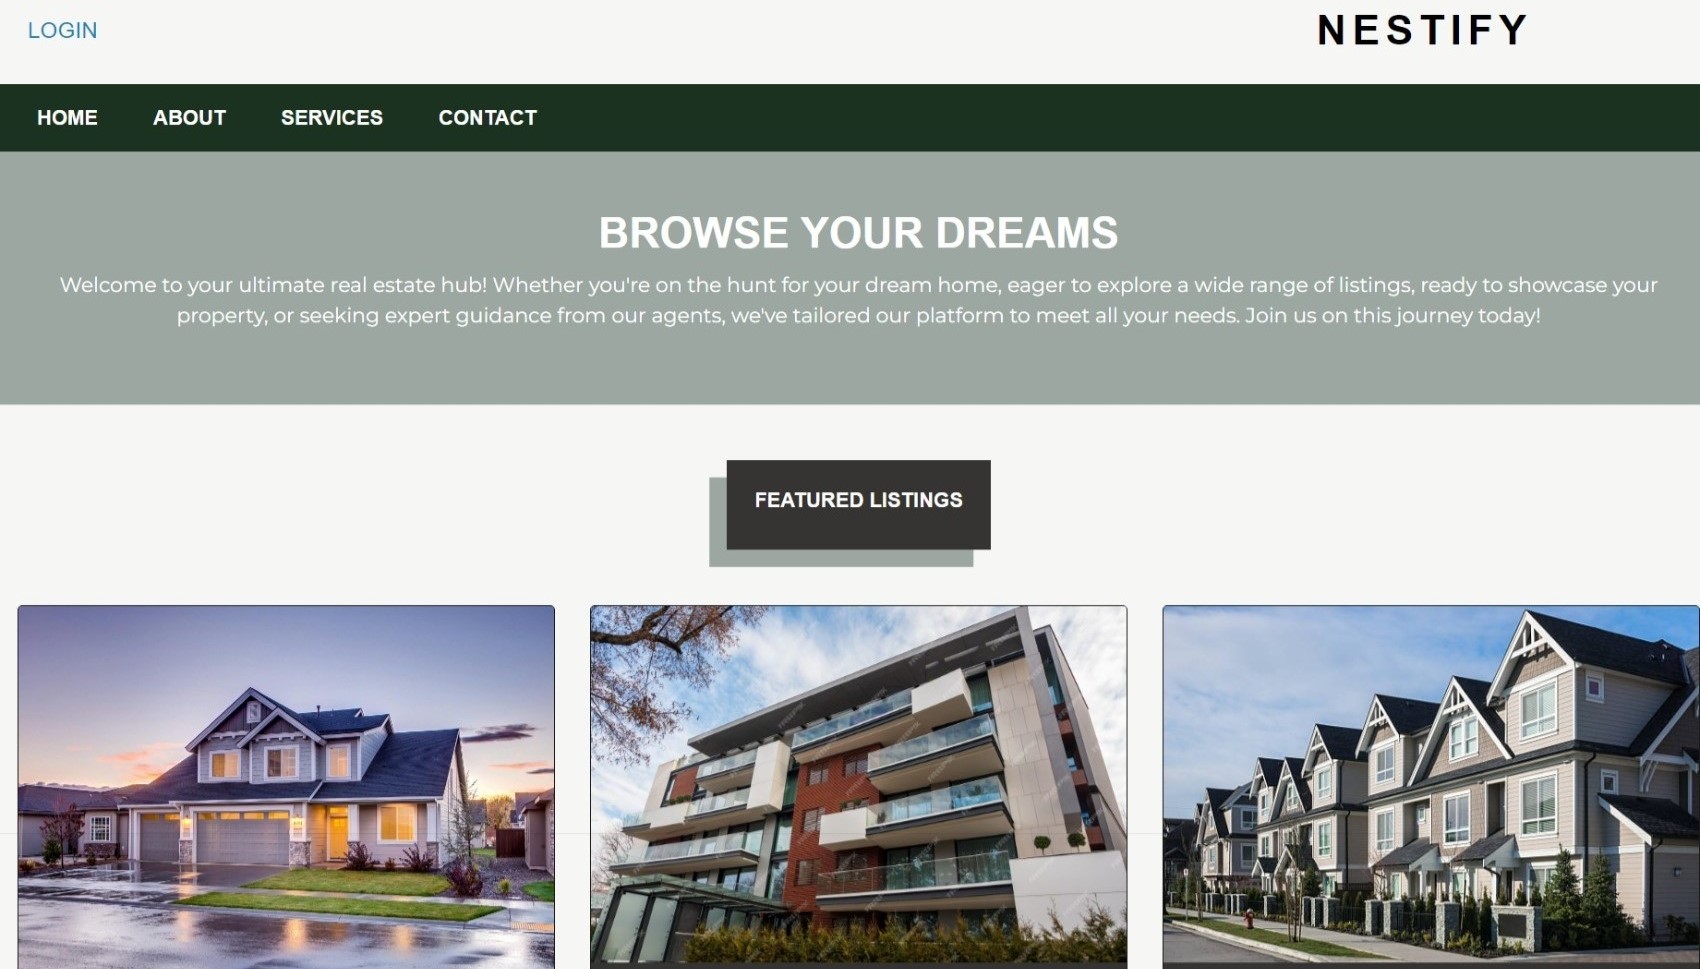 LOGIN
NESTIFY
HOME ABOUT SERVICES CONTACT
BROWSE YOUR DREAMS
Welcome to your ultimate real estate hub! Whether you're on the hunt for your dream home, eager to explore a wide range of listings, ready to showcase your
property, or seeking expert guidance from our agents, we've tailored our platform to meet all your needs. Join us on this journey today!
FEATURED LISTINGS